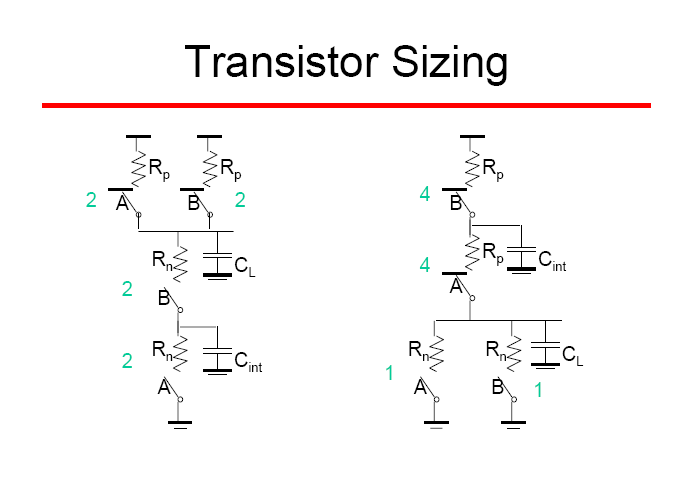 Transistor Sizing
Rp Rp
2 A B 2
Rn CL
2 B
2 Rn Cint
A
Rp
4 B
Rp Cint
4 A
Rn Rn CL
1 A B 1